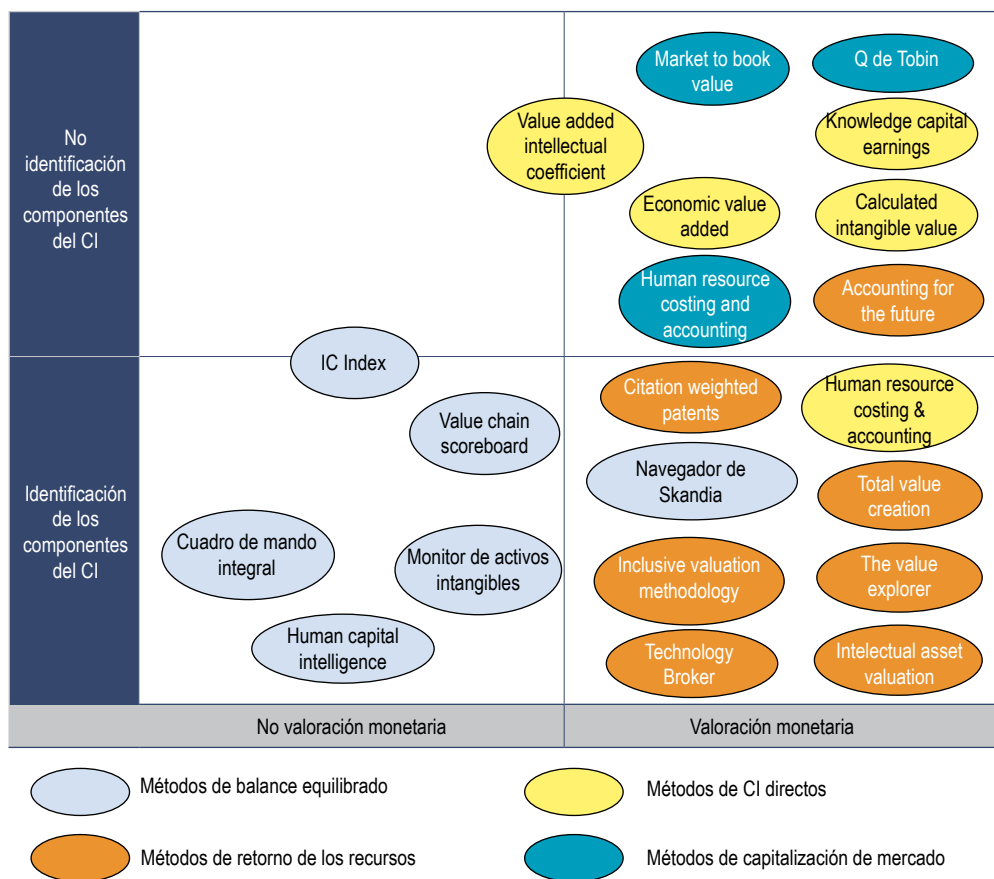 No
identificación
de los
componentes
del CI
Market to book
value
Q de Tobin
Value added
intellectual
coefficient
Knowledge capital
earnings
Economic value
added
Calculated
intangible value
Human resource
costing and
accounting
Accounting for
the future
IC Index
Identificación
de los
componentes
del CI
Citation weighted
patents
Human resource
costing &
accounting
Value chain
scoreboard
Navegador de
Skandia
Total value
creation
Cuadro de mando
integral
Monitor de activos
intangibles
Inclusive valuation
methodology
The value
explorer
Human capital
intelligence
Technology
Broker
Intelectual asset
valuation
No valoración monetaria
Valoración monetaria
Métodos de balance equilibrado
Métodos de CI directos
Métodos de retorno de los recursos
Métodos de capitalización de mercado